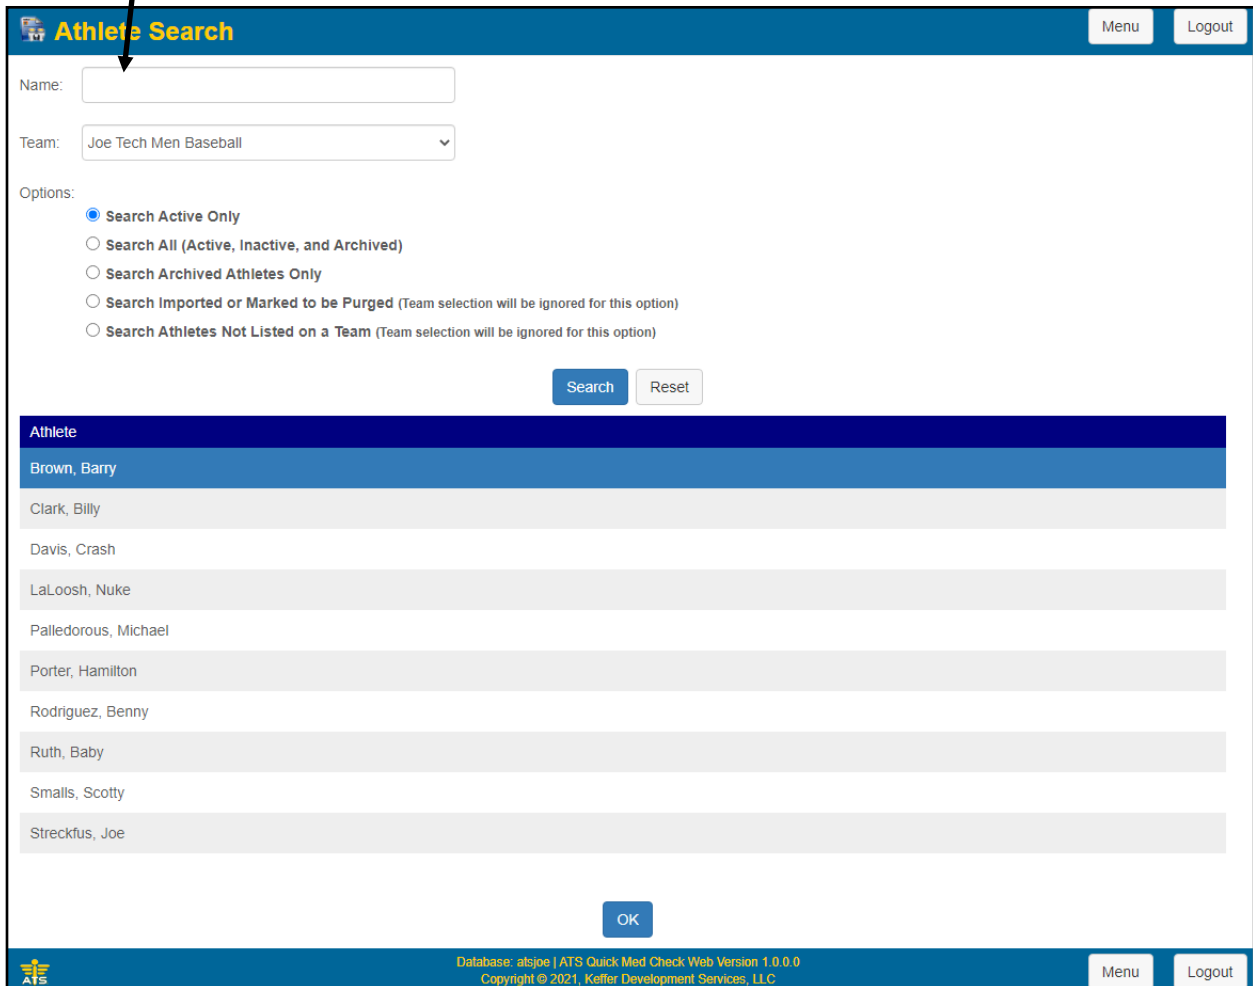 Athlete Search
Menu
Logout
Name:
Team: Joe Tech Men Baseball
Options:
Search Active Only
Search All (Active, Inactive, and Archived)
Search Archived Athletes Only
Search Imported or Marked to be Purged (Team selection will be ignored for this option)
Search Athletes Not Listed on a Team (Team selection will be ignored for this option)
Search Reset
Athlete
Brown, Barry
Clark, Billy
Davis, Crash
LaLoosh, Nuke
Palledorous, Michael
Porter, Hamilton
Rodriguez, Benny
Ruth, Baby
Smalls, Scotty
Streckfus, Joe
OK
ATS
Database: atsjoe | ATS Quick Med Check Web Version 1.0.0.0
Copyright © 2021, Keffer Development Services, LLC
Menu
Logout